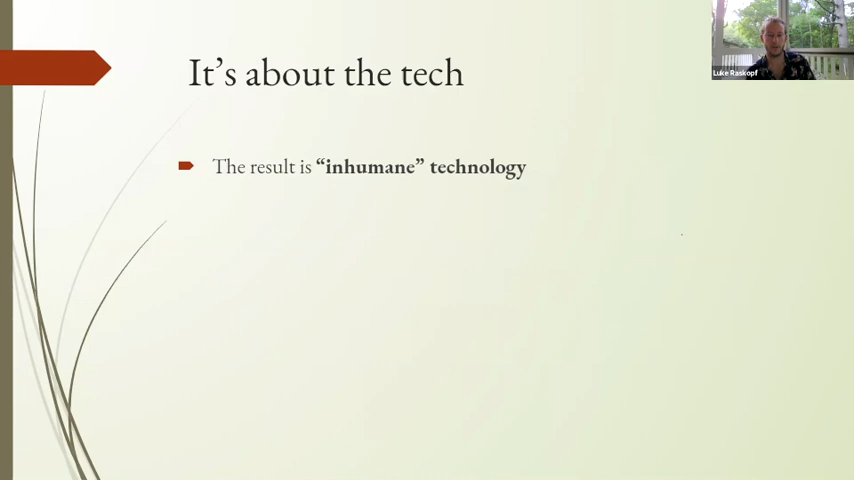 It’s about the tech
The result is “inhumane” technology
Luke Raskopf